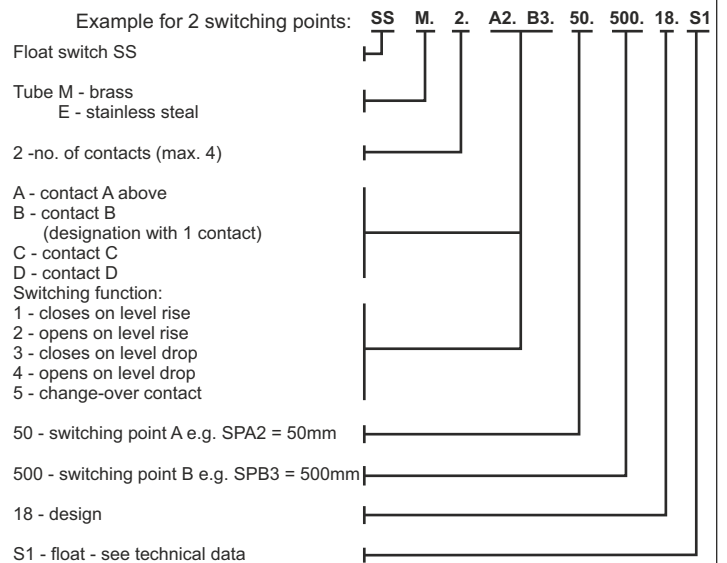 Example for 2 switching points: SS M. 2. A2. B3. 50. 500. 18. S1
Float switch SS
Tube M - brass
E - stainless steal
2 -no. of contacts (max. 4)
A - contact A above
B - contact B
(designation with 1 contact)
C - contact C
D - contact D
Switching function:
1 - closes on level rise
2 - opens on level rise
3 - closes on level drop
4 - opens on level drop
5 - change-over contact
50 - switching point A e.g. SPA2 = 50mm
500 - switching point B e.g. SPB3 = 500mm
18 - design
S1 - float - see technical data